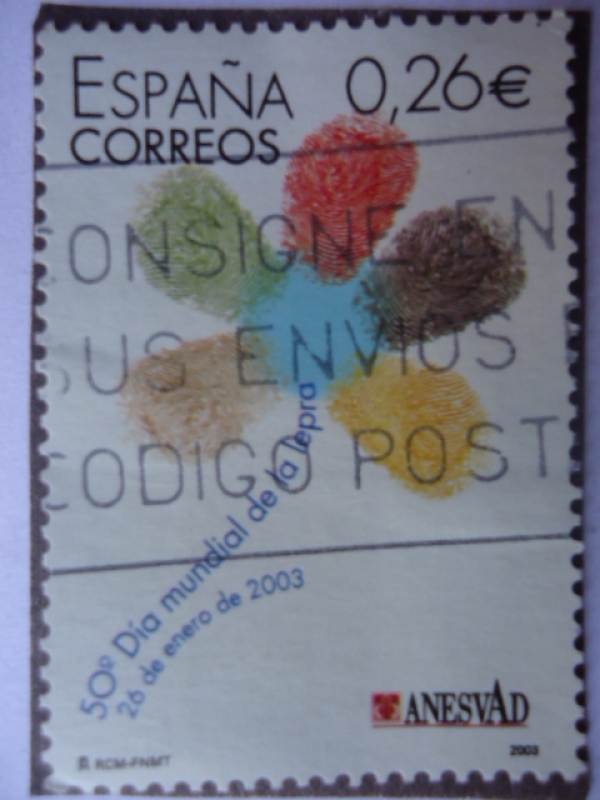 ESPAÑA 0,26€
CORREOS
CONSIGNE EN
SUS ENVIOS
CODIGO POST
50º Día mundial de la lepra
26 de enero de 2003
ANESVAD
RCM-FNMT
2003